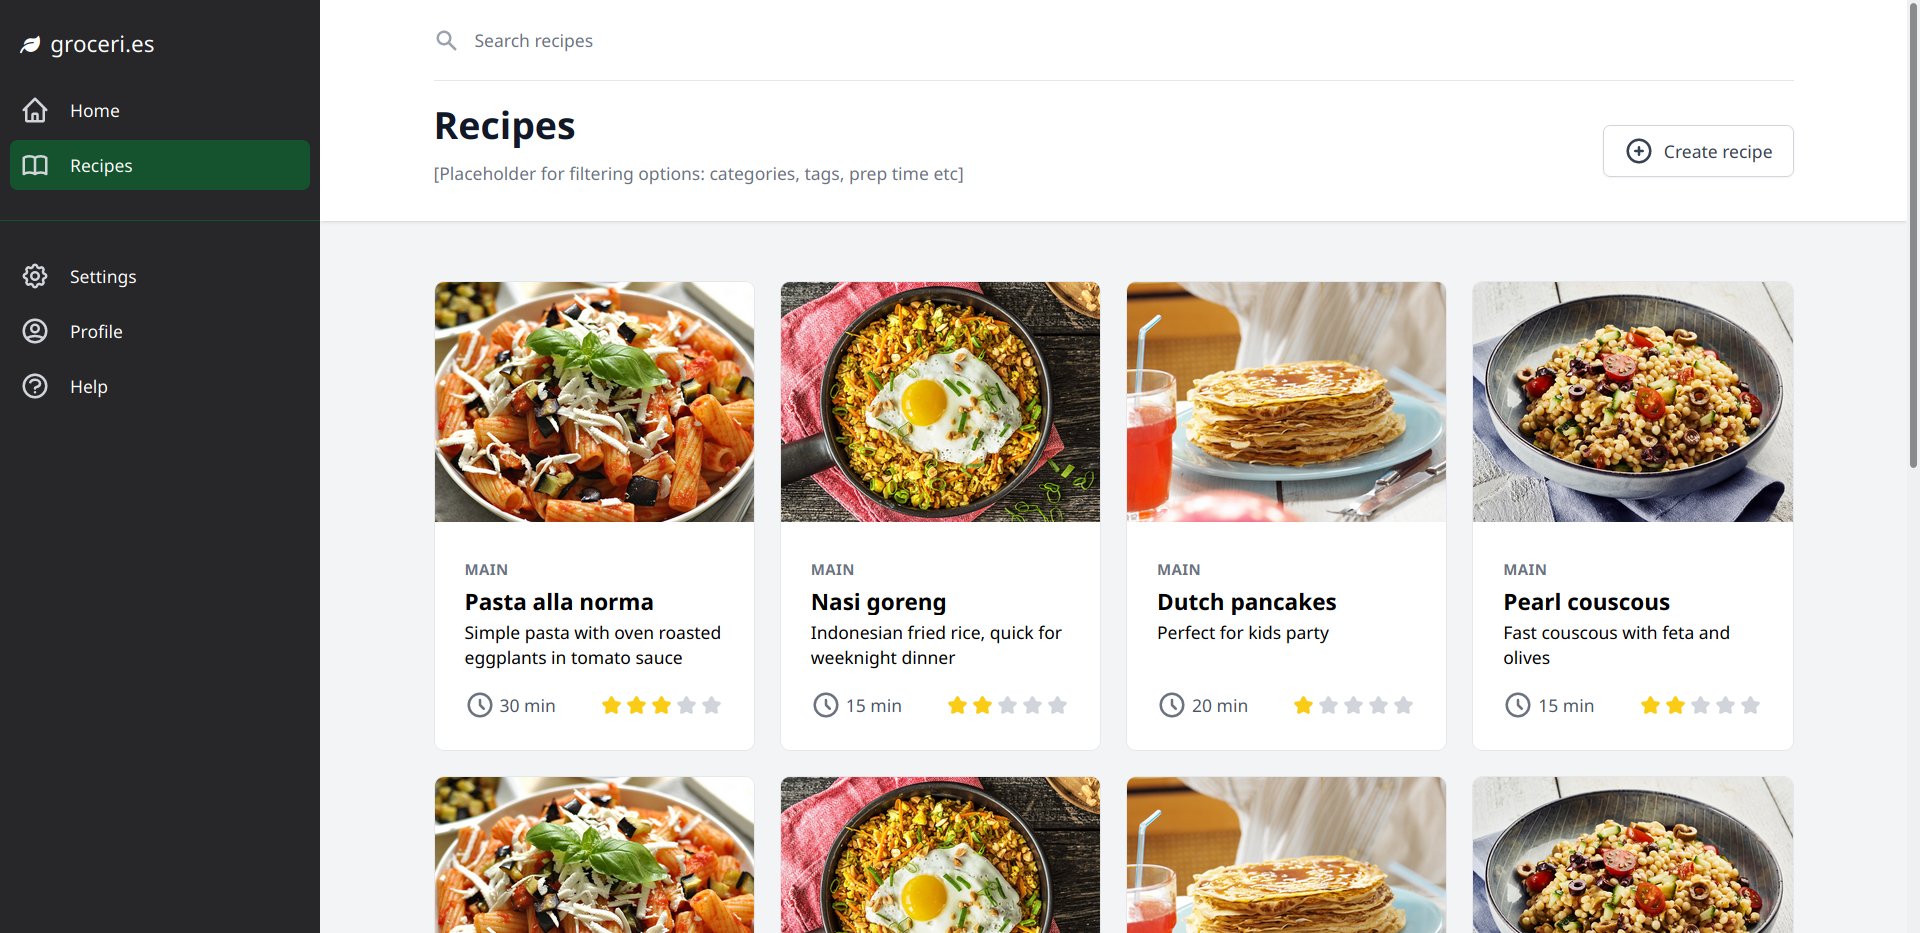 groceri.es
Home
Recipes
Settings
Profile
Help
Search recipes
Recipes
[Placeholder for filtering options: categories, tags, prep time etc]
Create recipe
MAIN
Pasta alla norma
Simple pasta with oven roasted
eggplants in tomato sauce
30 min
MAIN
Nasi goreng
Indonesian fried rice, quick for
weeknight dinner
15 min
MAIN
Dutch pancakes
Perfect for kids party
20 min
MAIN
Pearl couscous
Fast couscous with feta and
olives
15 min